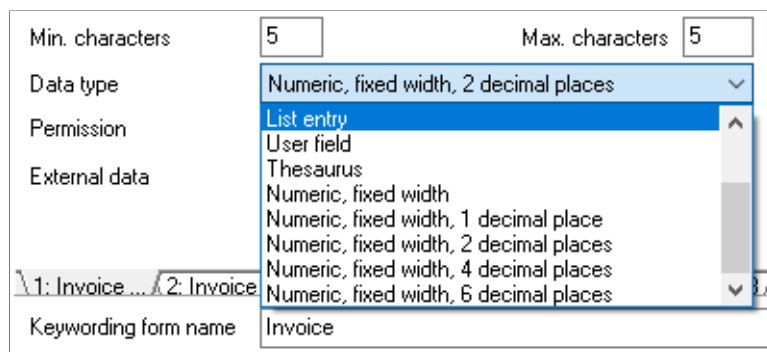 Min. characters 5 Max. characters 5
Data type Numeric, fixed width, 2 decimal places
Permission List entry
User field
External data Thesaurus
Numeric, fixed width
Numeric, fixed width, 1 decimal place
Numeric, fixed width, 2 decimal places
Numeric, fixed width, 4 decimal places
1: Invoice ... 2: Invoice Numeric, fixed width, 6 decimal places
Keywording form name Invoice